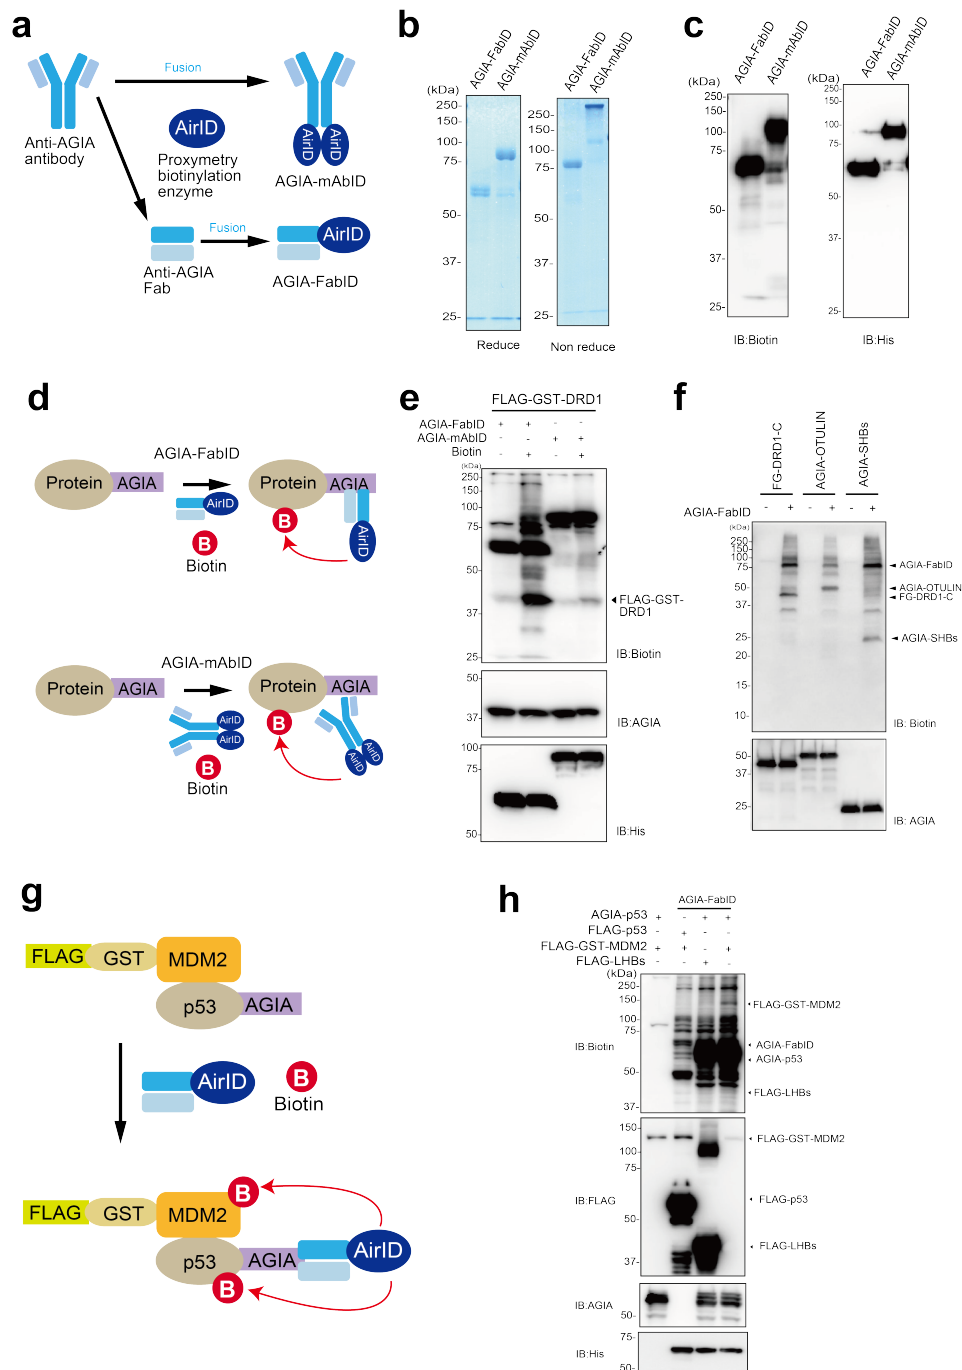 a
Fusion
AirID
Anti-AGIA
antibody
Proxymetry
biotinylation
enzyme
AirID
AirID
AGIA-mAbID
Fusion
AirID
Anti-AGIA
Fab
AGIA-FabID
b
AGIA-FabID
AGIA-mAbID
AGIA-FabID
AGIA-mAbID
(kDa)
(kDa)
250-
150-
100-
75-
50-
37-
25-
250-
150-
100-
75-
50-
37-
25-
Reduce
Non reduce
c
AGIA-FabID
AGIA-mAbID
AGIA-FabID
AGIA-mAbID
(kDa)
(kDa)
250-
150-
100-
75-
50-
37-
25-
250-
150-
100-
75-
50-
37-
25-
IB:Biotin
IB:His
d
AGIA-FabID
Protein
AGIA
AirID
B
Biotin
Protein
AGIA
B
AirID
AGIA-mAbID
Protein
AGIA
AirID
AirID
B
Biotin
Protein
AGIA
B
AirID
AirID
e
FLAG-GST-DRD1
AGIA-FabID + + - -
AGIA-mAbID - - + +
Biotin - + - +
(kDa)
250-
150-
100-
75-
50-
37-
25-
FLAG-GST-
DRD1
IB:Biotin
50-
37-
IB:AGIA
100-
75-
50-
IB:His
f
FG-DRD1-C
AGIA-OTULIN
AGIA-SHBs
AGIA-FabID - + - + - +
(kDa)
250-
100-
75-
50-
37-
25-
20-
15-
10-
AGIA-FabID
AGIA-OTULIN
FG-DRD1-C
AGIA-SHBs
IB: Biotin
50-
37-
25-
IB: AGIA
g
FLAG
GST
MDM2
p53
AGIA
AirID
B
Biotin
FLAG
GST
MDM2
B
p53
AGIA
AirID
B
h
AGIA-FabID
AGIA-p53 + - + +
FLAG-p53 - + - -
FLAG-GST-MDM2 + + - +
FLAG-LHBs - - + -
(kDa)
250-
150-
100-
75-
50-
37-
IB:Biotin
FLAG-GST-MDM2
AGIA-FabID
AGIA-p53
FLAG-LHBs
150-
100-
75-
50-
37-
IB:FLAG
FLAG-GST-MDM2
FLAG-p53
FLAG-LHBs
IB:AGIA
50-
75-
IB:His
50-